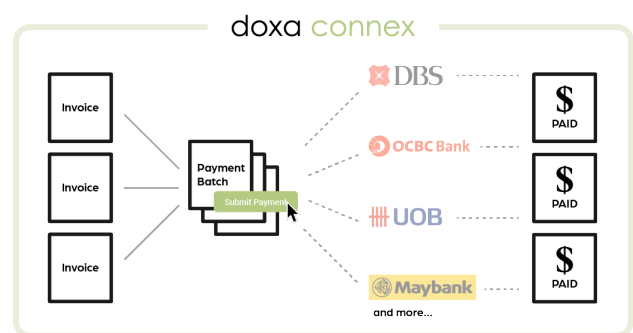 doxa connex
Invoice
Invoice
Invoice
Payment
Batch
Submit Payment
DBS
OCBC Bank
UOB
Maybank
and more...
$
PAID
$
PAID
$
PAID